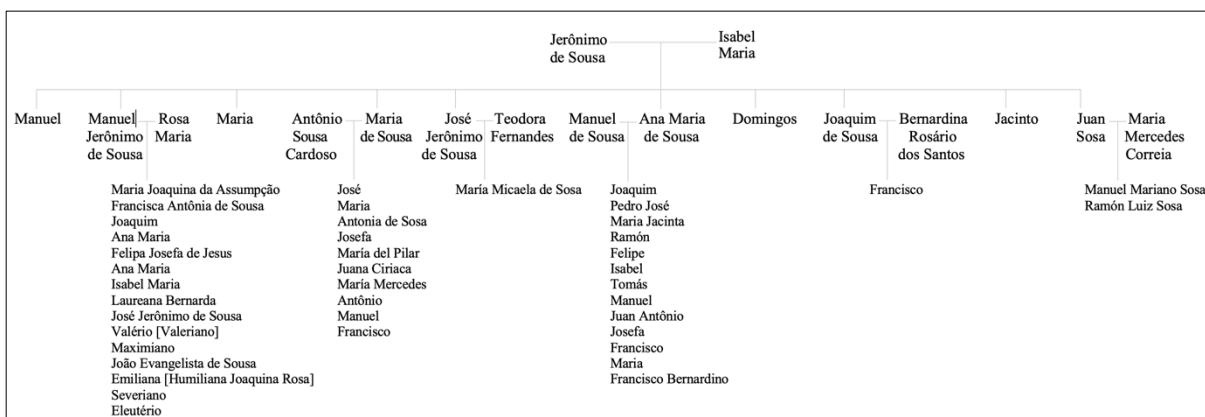 Jerônimo
de Sousa
Isabel
Maria
Manuel
Manuel
Jerônimo
de Sousa
Rosa
Maria
Maria
Antônio
Sousa
Cardoso
Maria
de Sousa
José
Jerônimo
de Sousa
Teodora
Fernandes
Manuel
de Sousa
Ana Maria
de Sousa
Domingos
Joaquim
de Sousa
Bernardina
Rosário
dos Santos
Jacinto
Juan
Sosa
Maria
Mercedes
Correia
Maria Joaquina da Assumpção
Francisca Antônia de Sousa
Joaquim
Ana Maria
Felipa Josefa de Jesus
Ana Maria
Isabel Maria
Laureana Bernarda
José Jerônimo de Sousa
Valério [Valeriano]
Maximiano
João Evangelista de Sousa
Emiliana [Humiliana Joaquina Rosa]
Severiano
Eleutério
José
Maria
Antonia de Sosa
Josefa
María del Pilar
Juana Ciriaca
María Mercedes
Antônio
Manuel
Francisco
María Micaela de Sosa
Joaquim
Pedro José
Maria Jacinta
Ramón
Felipe
Isabel
Tomás
Manuel
Juan Antônio
Josefa
Francisco
Maria
Francisco Bernardino
Francisco
Manuel Mariano Sosa
Ramón Luiz Sosa